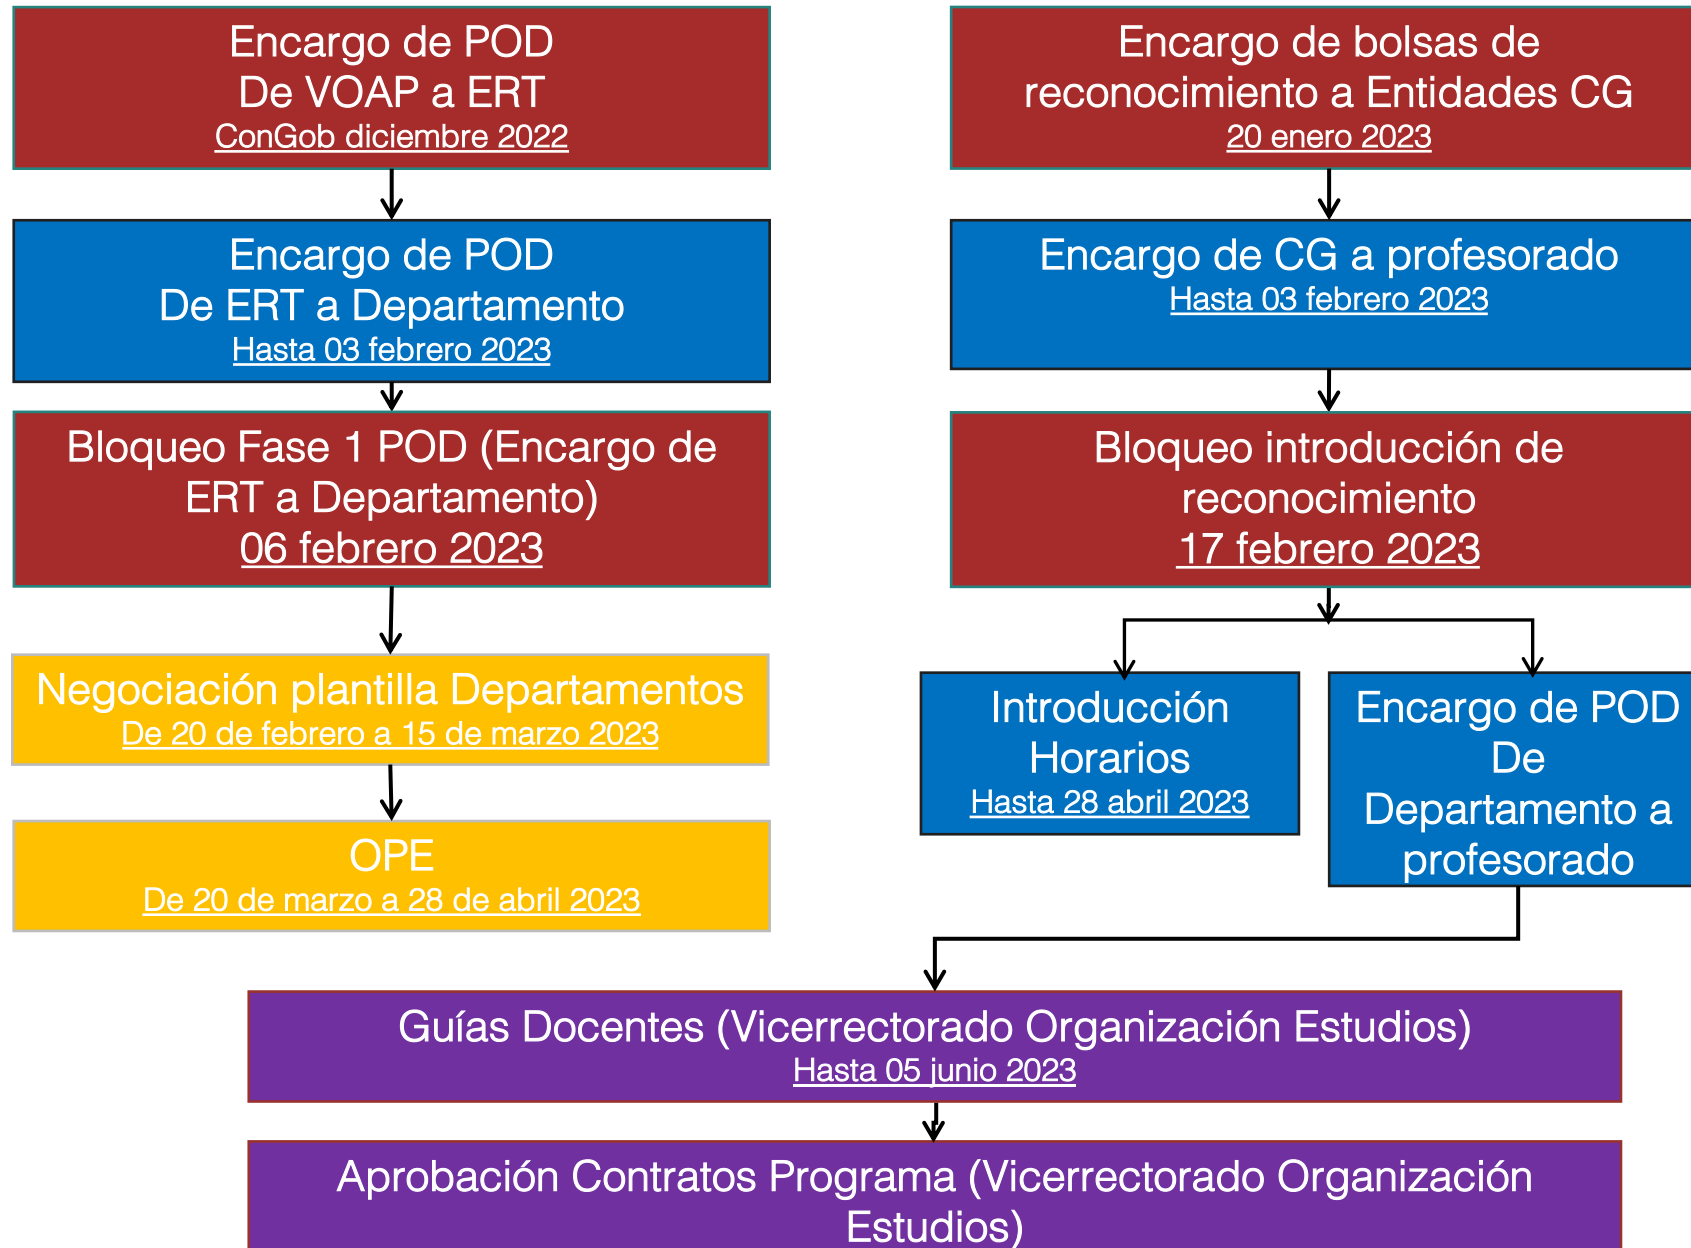 Encargo de POD
De VOAP a ERT
ConGob diciembre 2022
Encargo de bolsas de
reconocimiento a Entidades CG
20 enero 2023
Encargo de POD
De ERT a Departamento
Hasta 03 febrero 2023
Encargo de CG a profesorado
Hasta 03 febrero 2023
Bloqueo Fase 1 POD (Encargo de
ERT a Departamento)
06 febrero 2023
Bloqueo introducción de
reconocimiento
17 febrero 2023
Negociación plantilla Departamentos
De 20 de febrero a 15 de marzo 2023
Introducción
Horarios
Hasta 28 abril 2023
Encargo de POD
De
Departamento a
profesorado
OPE
De 20 de marzo a 28 de abril 2023
Guías Docentes (Vicerrectorado Organización Estudios)
Hasta 05 junio 2023
Aprobación Contratos Programa (Vicerrectorado Organización
Estudios)